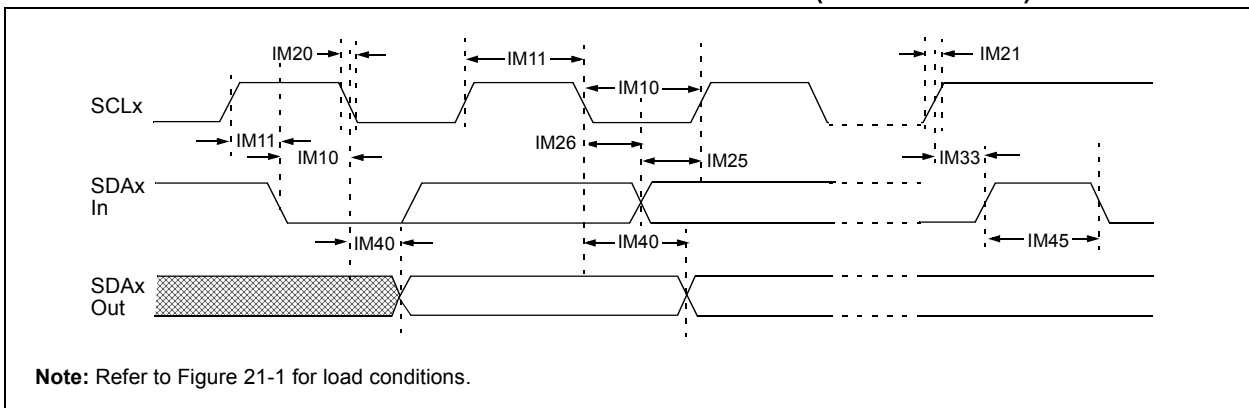 IM20
IM11
IM21
IM10
SCLx
IM11
IM26
IM10
IM25
IM33
SDAx
In
IM40
IM40
IM45
SDAx
Out
Note: Refer to Figure 21-1 for load conditions.